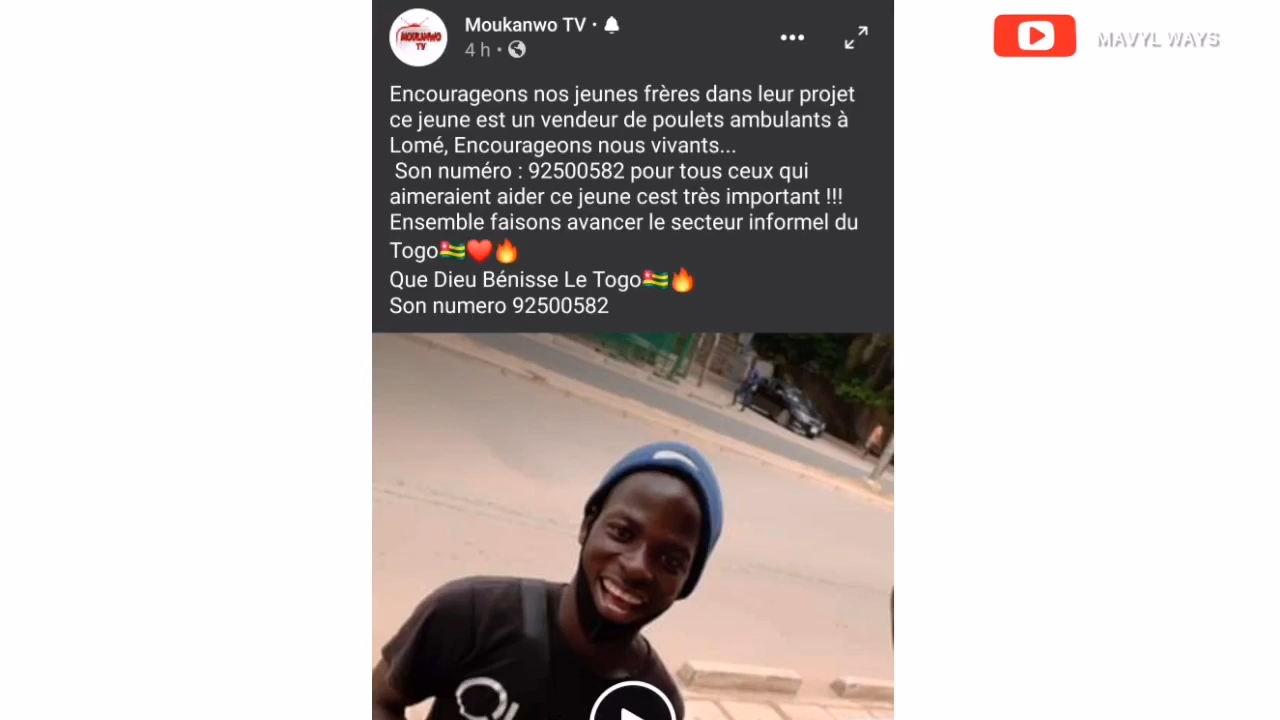 Moukanwo TV
MOUKANWO
TV
4 h
MAVYL WAYS
Encourageons nos jeunes frères dans leur projet
ce jeune est un vendeur de poulets ambulants à
Lomé, Encourageons nous vivants...
Son numéro : 92500582 pour tous ceux qui
aimeraient aider ce jeune cest très important !!!
Ensemble faisons avancer le secteur informel du
Togo🇹🇬❤️🔥
Que Dieu Bénisse Le Togo🇹🇬🔥
Son numero 92500582